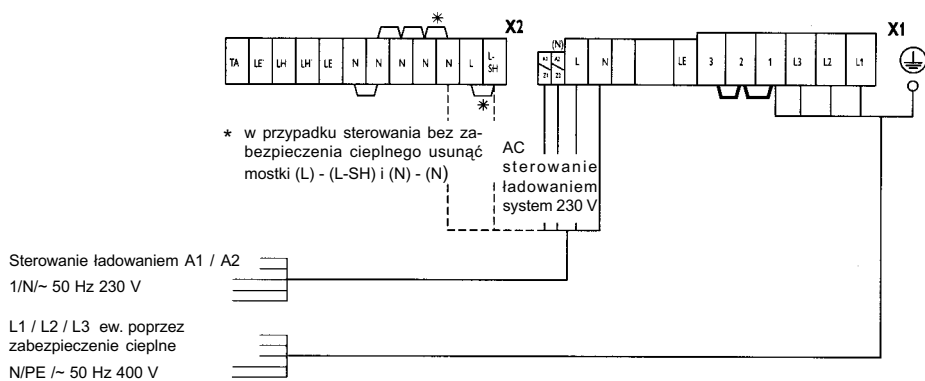 * X2 (N) X1
TA LE' LH LH' LE N N N N N L L-SH
A1 A2 L N LE 3 2 1 L3 L2 L1
Z1 Z2
*
* w przypadku sterowania bez za-
bezpieczenia cieplnego usunąć
mostki (L) - (L-SH) i (N) - (N)
AC
sterowanie
ładowaniem
system 230 V
Sterowanie ładowaniem A1 / A2
1/N/~ 50 Hz 230 V
L1 / L2 / L3 ew. poprzez
zabezpieczenie cieplne
N/PE /~ 50 Hz 400 V